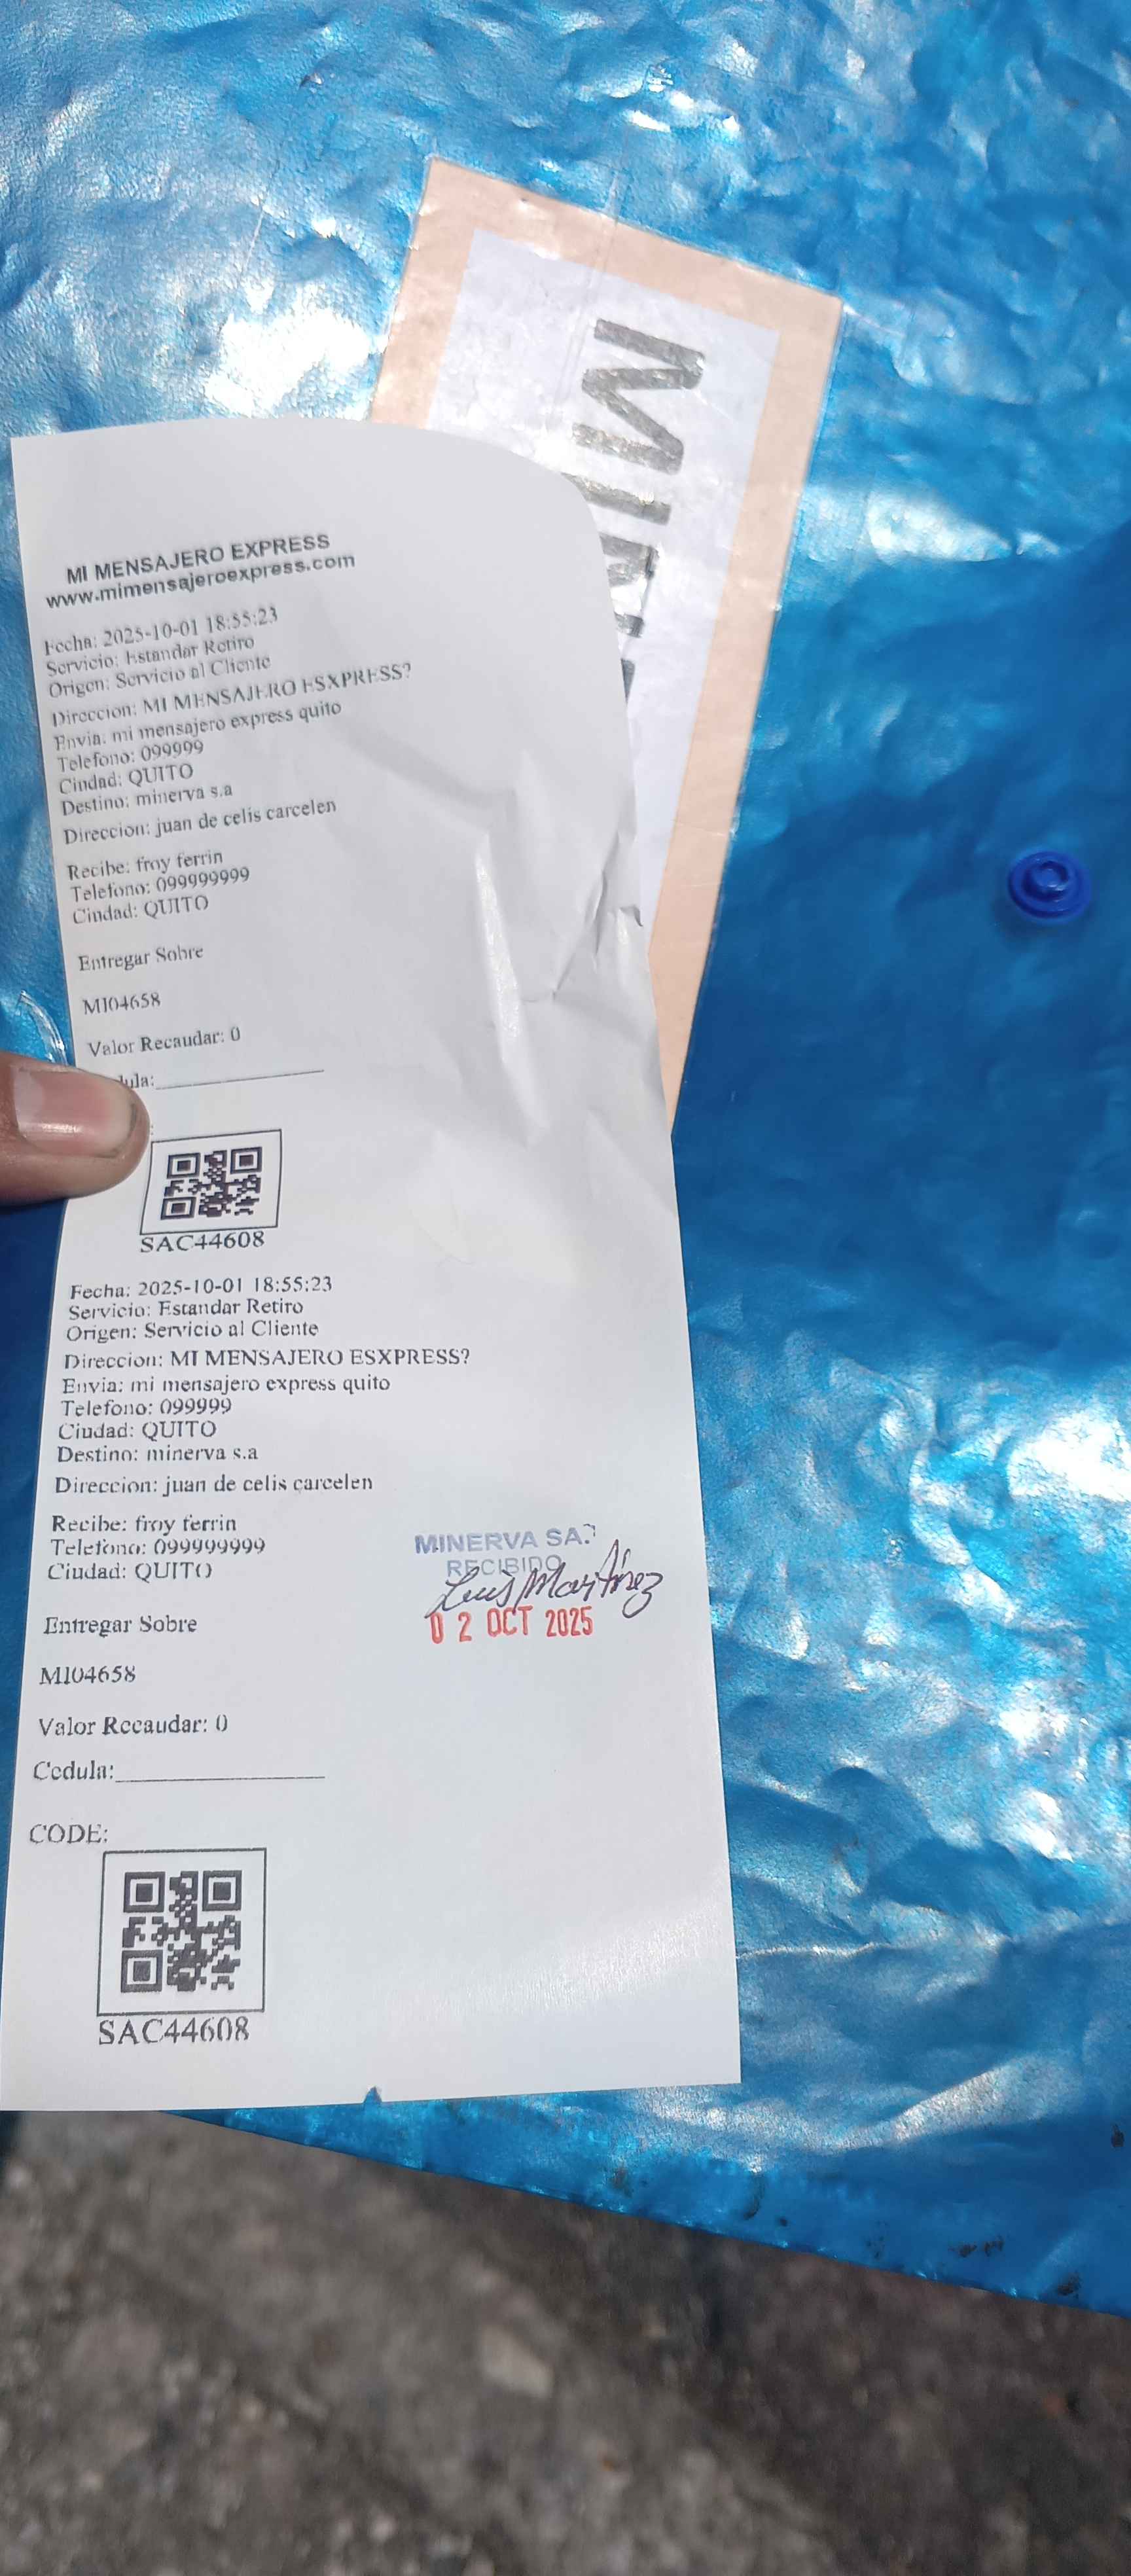 MI MENSAJERO EXPRESS
www.mimensajeroexpress.com
Fecha: 2025-10-01 18:55:23
Servicio: Estandar Retiro
Origen: Servicio al Cliente
Direccion: MI MENSAJERO ESXPRESS?
Envia: mi mensajero express quito
Telefono: 099999
Ciudad: QUITO
Destino: minerva s.a
Direccion: juan de celis carcelen
Recibe: froy ferrin
Telefono: 099999999
Ciudad: QUITO
Entregar Sobre
MI04658
Valor Recaudar: 0
ula:
SAC44608
Fecha: 2025-10-01 18:55:23
Servicio: Estandar Retiro
Origen: Servicio al Cliente
Direccion: MI MENSAJERO ESXPRESS?
Envia: mi mensajero express quito
Telefono: 099999
Ciudad: QUITO
Destino: minerva s.a
Direccion: juan de celis carcelen
Recibe: froy ferrin
Telefono: 099999999
Ciudad: QUITO
MINERVA SA.
RECIBIDO
Luis Martínez
02 OCT 2025
Entregar Sobre
MI04658
Valor Recaudar: 0
Cedula:
CODE:
SAC44608